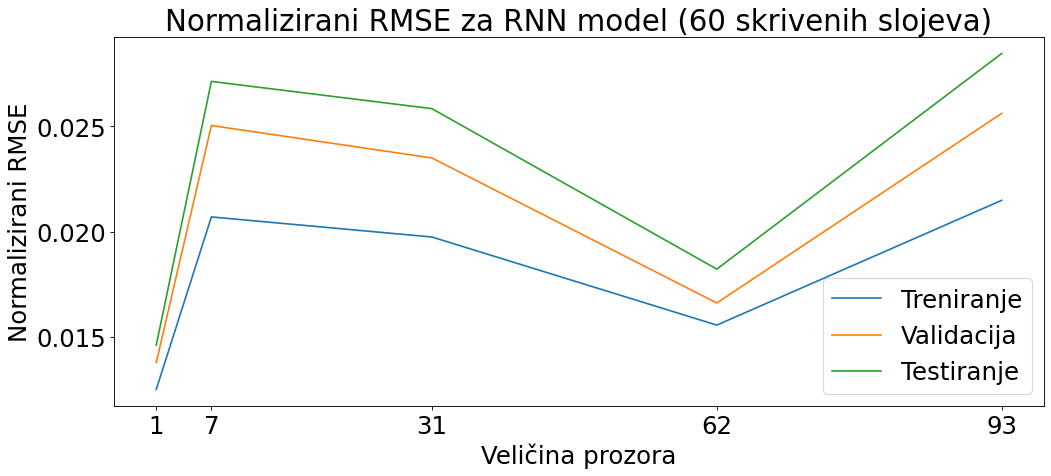 Normalizirani RMSE za RNN model (60 skrivenih slojeva)
Normalizirani RMSE
0.025
0.020
0.015
Treniranje
Validacija
Testiranje
1 7 31 62 93
Veličina prozora